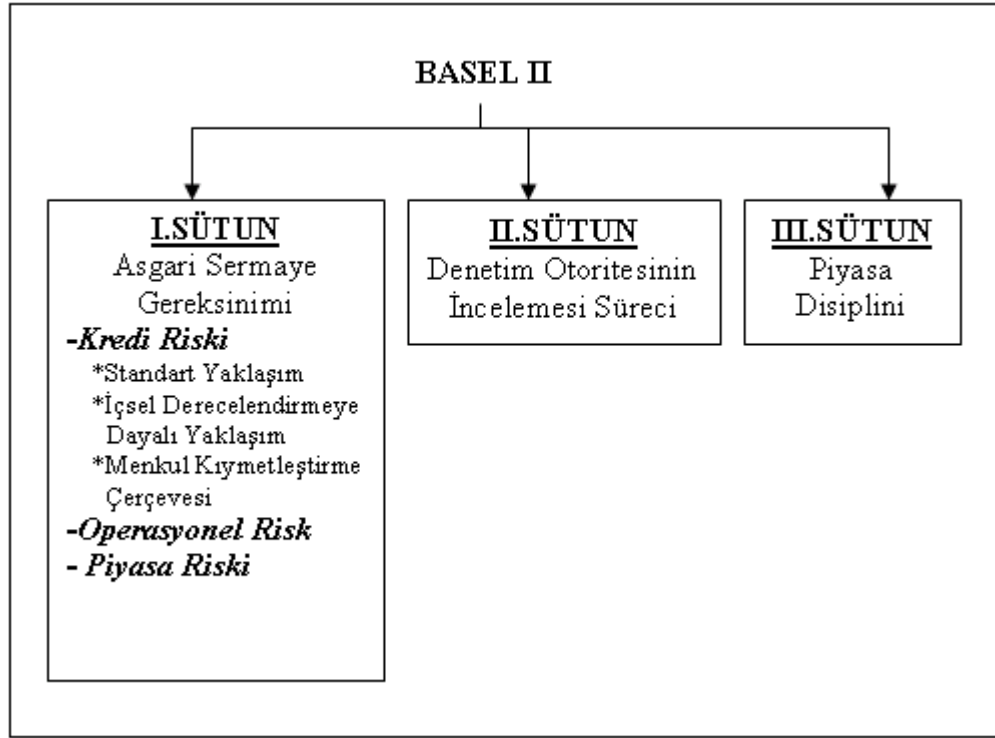 BASEL II
I.SÜTUN
Asgari Sermaye
Gereksinimi
-Kredi Riski
*Standart Yaklaşım
*İçsel Derecelendirmeye
Dayalı Yaklaşım
*Menkul Kıymetleştirme
Çerçevesi
-Operasyonel Risk
- Piyasa Riski
II.SÜTUN
Denetim Otoritesinin
İncelemesi Süreci
III.SÜTUN
Piyasa
Disiplini